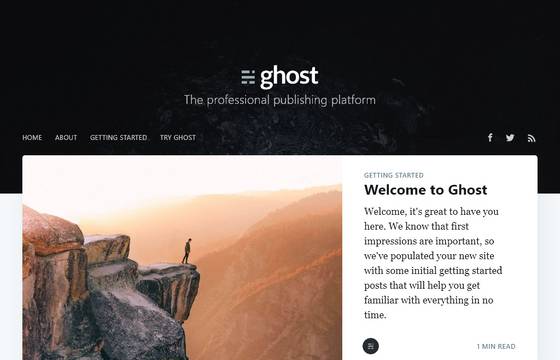 ghost
The professional publishing platform
HOME ABOUT GETTING STARTED TRY GHOST
GETTING STARTED
Welcome to Ghost
Welcome, it's great to have you
here. We know that first
impressions are important, so
we've populated your new site
with some initial getting started
posts that will help you get
familiar with everything in no
time.
1 MIN READ